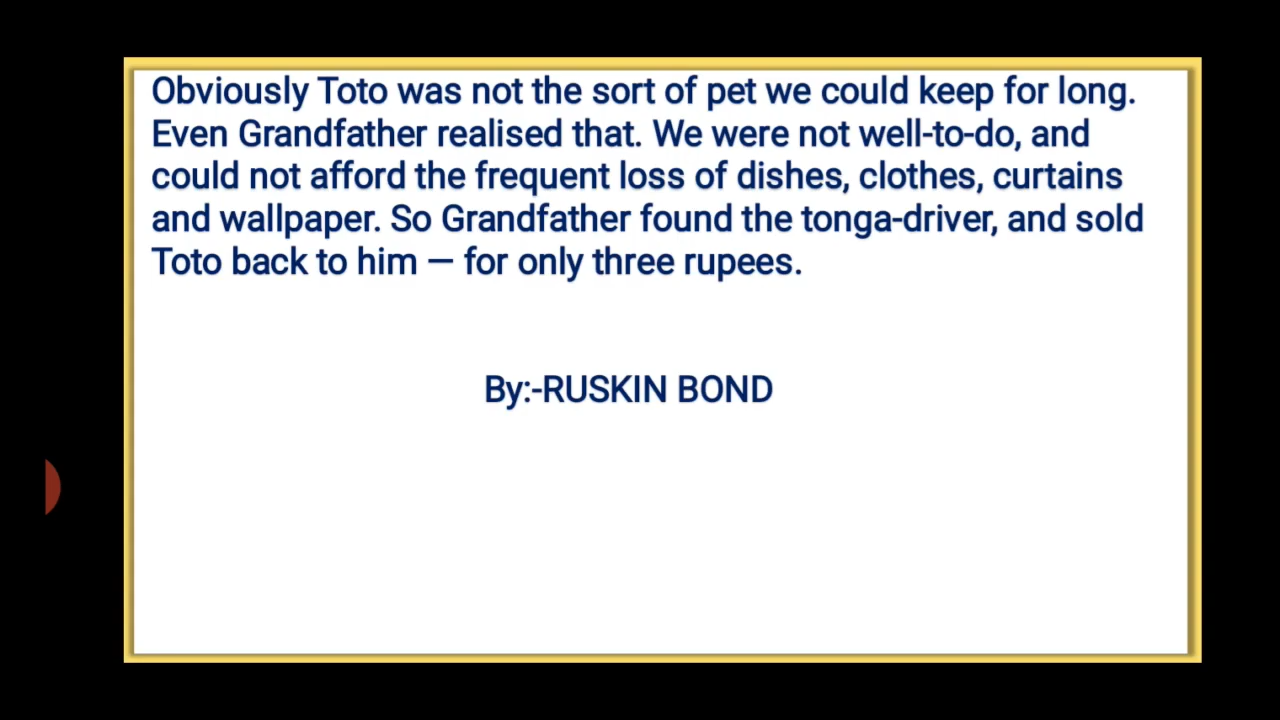 Obviously Toto was not the sort of pet we could keep for long.
Even Grandfather realised that. We were not well-to-do, and
could not afford the frequent loss of dishes, clothes, curtains
and wallpaper. So Grandfather found the tonga-driver, and sold
Toto back to him — for only three rupees.
By:-RUSKIN BOND